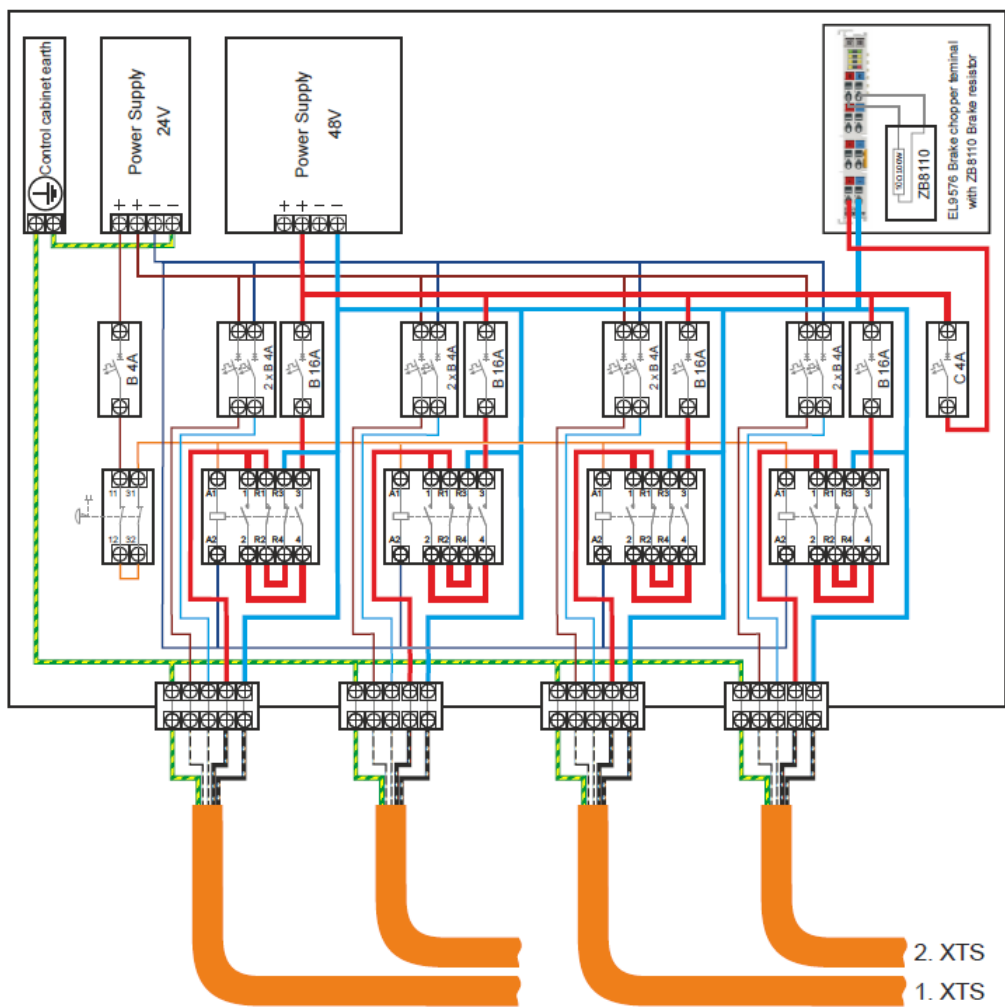 Control cabinet earth
Power Supply
24V
+ + − −
Power Supply
48V
+ + − −
10Ω100W
ZB8110
EL9576 Brake chopper teminal
with ZB8110 Brake resistor
B 4A
2 x B 4A
B 16A
2 x B 4A
B 16A
2 x B 4A
B 16A
2 x B 4A
B 16A
C 4A
11 31
12 32
A1 1 R1 R3 3
A2 2 R2 R4 4
A1 1 R1 R3 3
A2 2 R2 R4 4
A1 1 R1 R3 3
A2 2 R2 R4 4
A1 1 R1 R3 3
A2 2 R2 R4 4
2. XTS
1. XTS